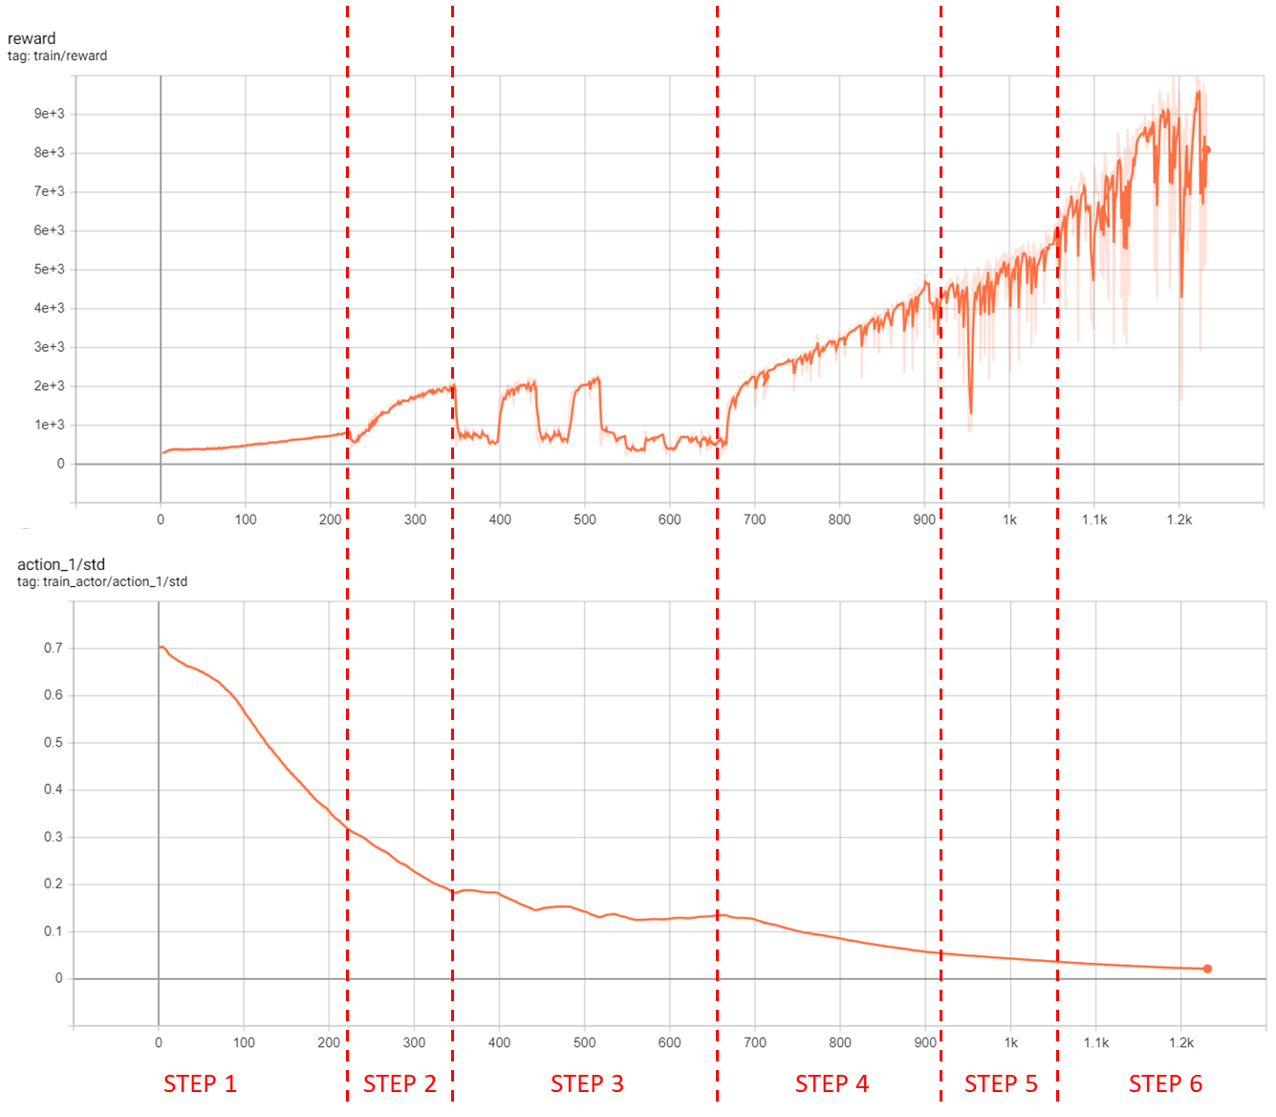 reward
tag: train/reward
9e+3
8e+3
7e+3
6e+3
5e+3
4e+3
3e+3
2e+3
1e+3
0
0 100 200 300 400 500 600 700 800 900 1k 1.1k 1.2k
action_1/std
tag: train_actor/action_1/std
0.7
0.6
0.5
0.4
0.3
0.2
0.1
0
0 100 200 300 400 500 600 700 800 900 1k 1.1k 1.2k
STEP 1 STEP 2 STEP 3 STEP 4 STEP 5 STEP 6